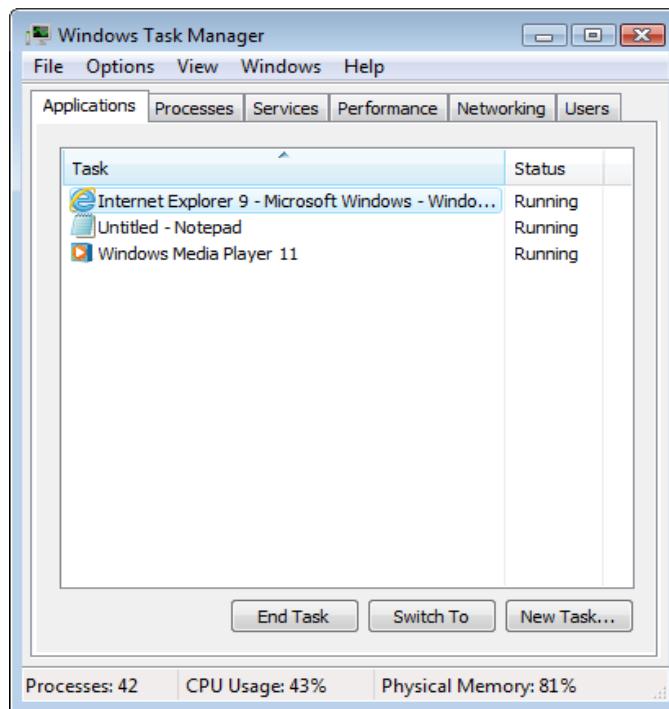 Windows Task Manager
File Options View Windows Help
Applications Processes Services Performance Networking Users
Task Status
Internet Explorer 9 - Microsoft Windows - Windo... Running
Untitled - Notepad Running
Windows Media Player 11 Running
End Task Switch To New Task...
Processes: 42 CPU Usage: 43% Physical Memory: 81%